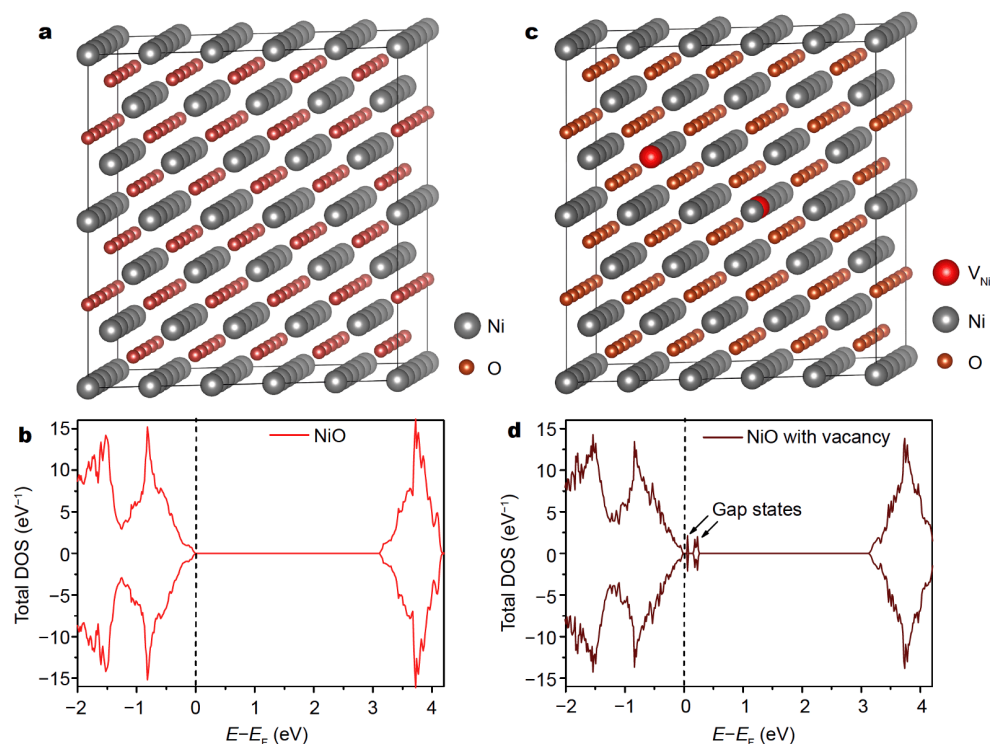 a
Ni
O
c
V_Ni
Ni
O
b
NiO
Total DOS (eV⁻¹)
15
10
5
0
−5
−10
−15
−2 −1 0 1 2 3 4
E−E_F (eV)
d
NiO with vacancy
Gap states
Total DOS (eV⁻¹)
15
10
5
0
−5
−10
−15
−2 −1 0 1 2 3 4
E−E_F (eV)